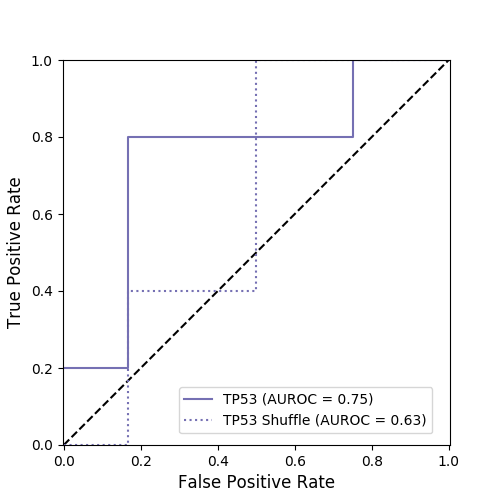 1.0
0.8
0.6
0.4
0.2
0.0
True Positive Rate
TP53 (AUROC = 0.75)
TP53 Shuffle (AUROC = 0.63)
0.0 0.2 0.4 0.6 0.8 1.0
False Positive Rate